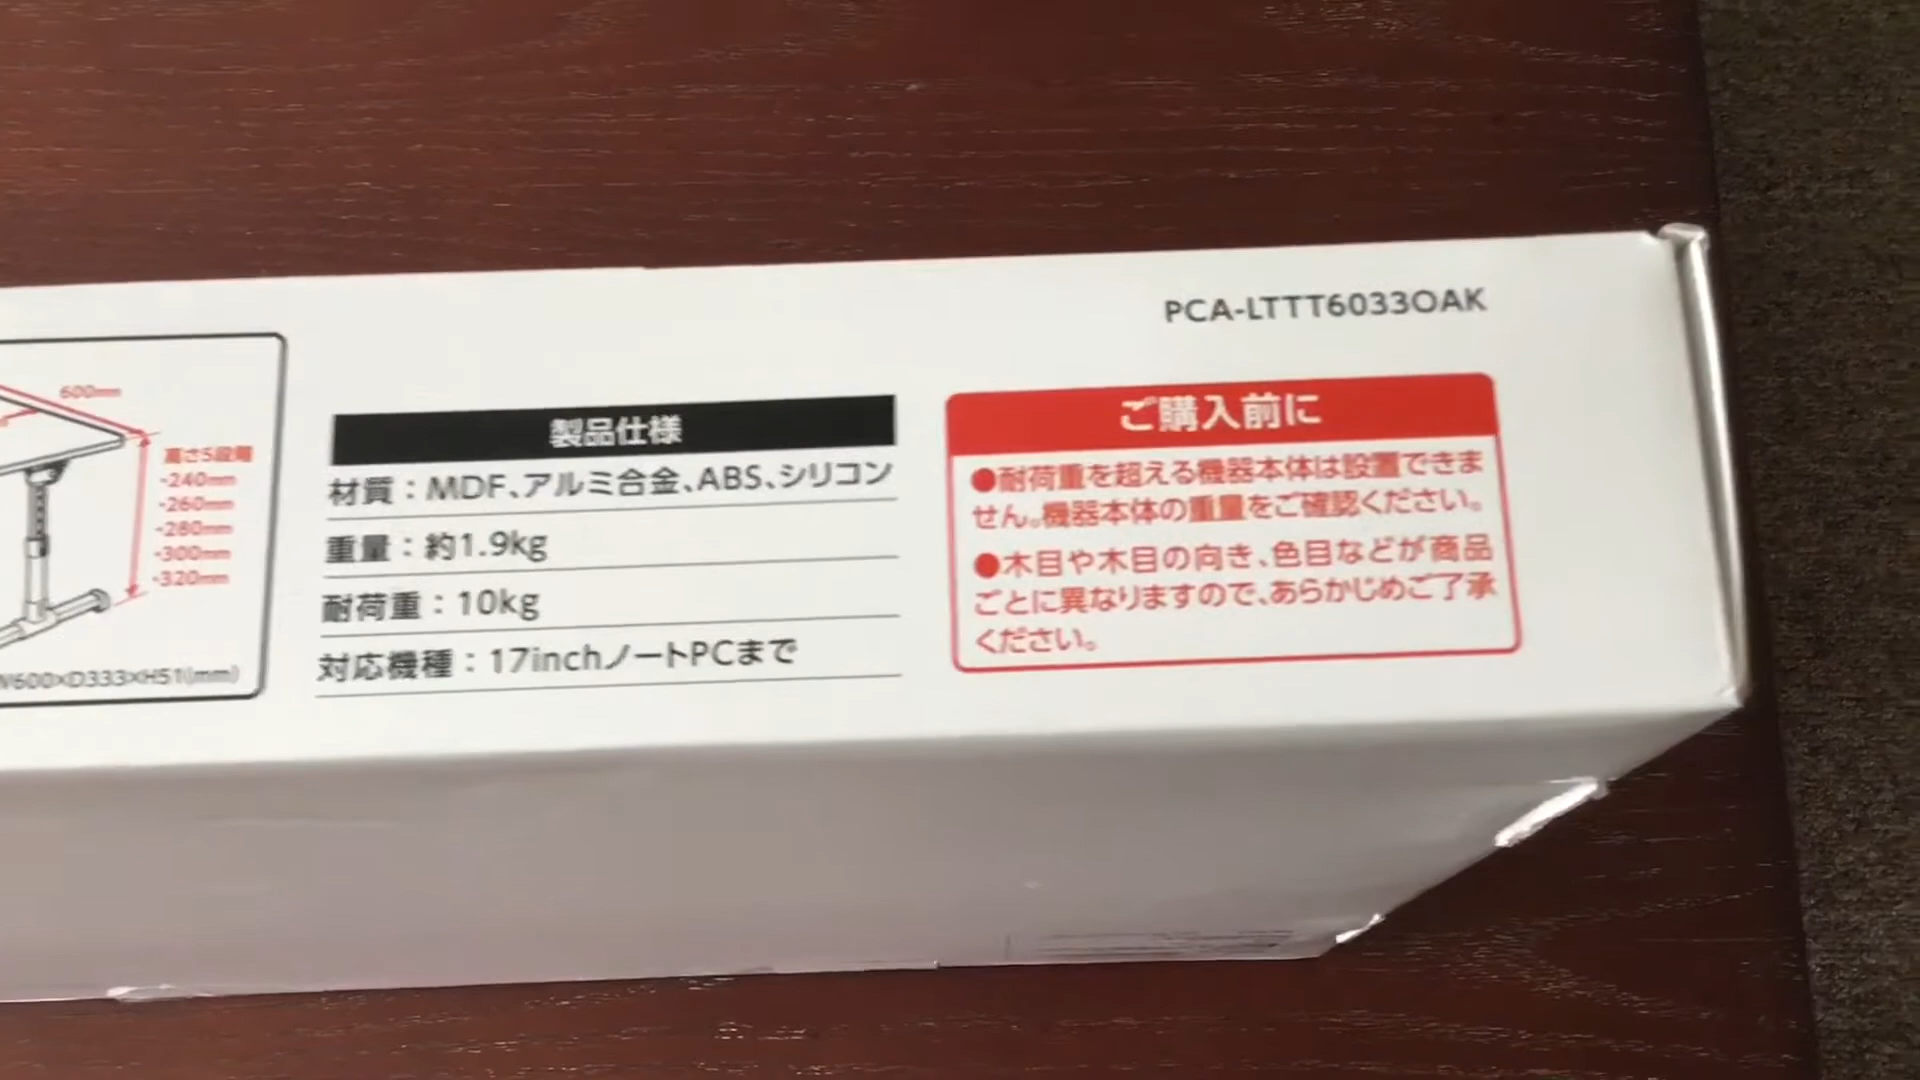 PCA-LTTT6033OAK
600mm
高さ5段階
-240mm
-260mm
-280mm
-300mm
-320mm
W600×D333×H51(mm)
製品仕様
材質：MDF、アルミ合金、ABS、シリコン
重量：約1.9kg
耐荷重：10kg
対応機種：17inchノートPCまで
ご購入前に
●耐荷重を超える機器本体は設置できま
せん。機器本体の重量をご確認ください。
●木目や木目の向き、色目などが商品
ごとに異なりますので、あらかじめご了承
ください。